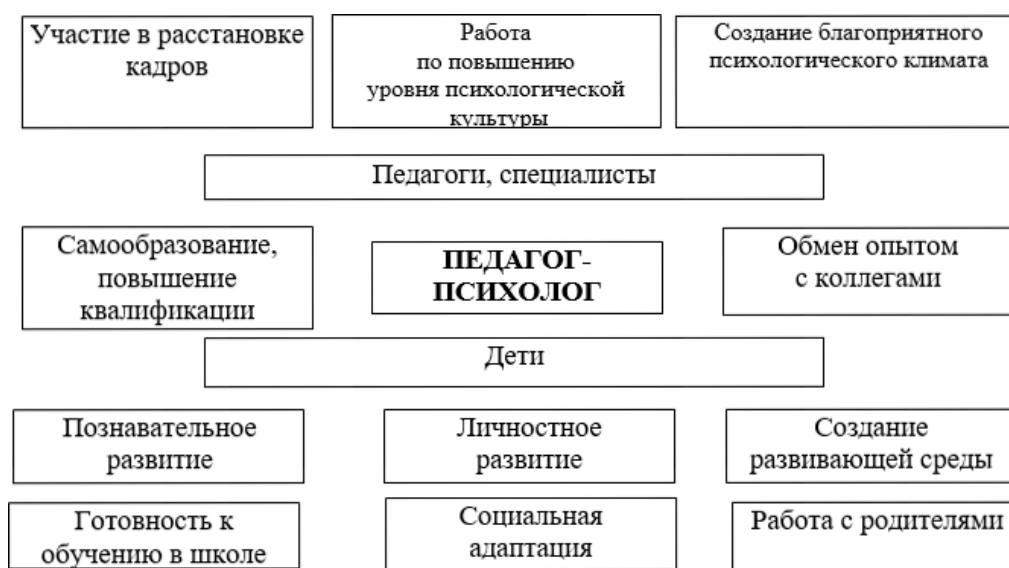 Участие в расстановке
кадров
Работа
по повышению
уровня психологической
культуры
Создание благоприятного
психологического климата
Педагоги, специалисты
Самообразование,
повышение
квалификации
ПЕДАГОГ-
ПСИХОЛОГ
Обмен опытом
с коллегами
Дети
Познавательное
развитие
Личностное
развитие
Создание
развивающей среды
Готовность к
обучению в школе
Социальная
адаптация
Работа с родителями